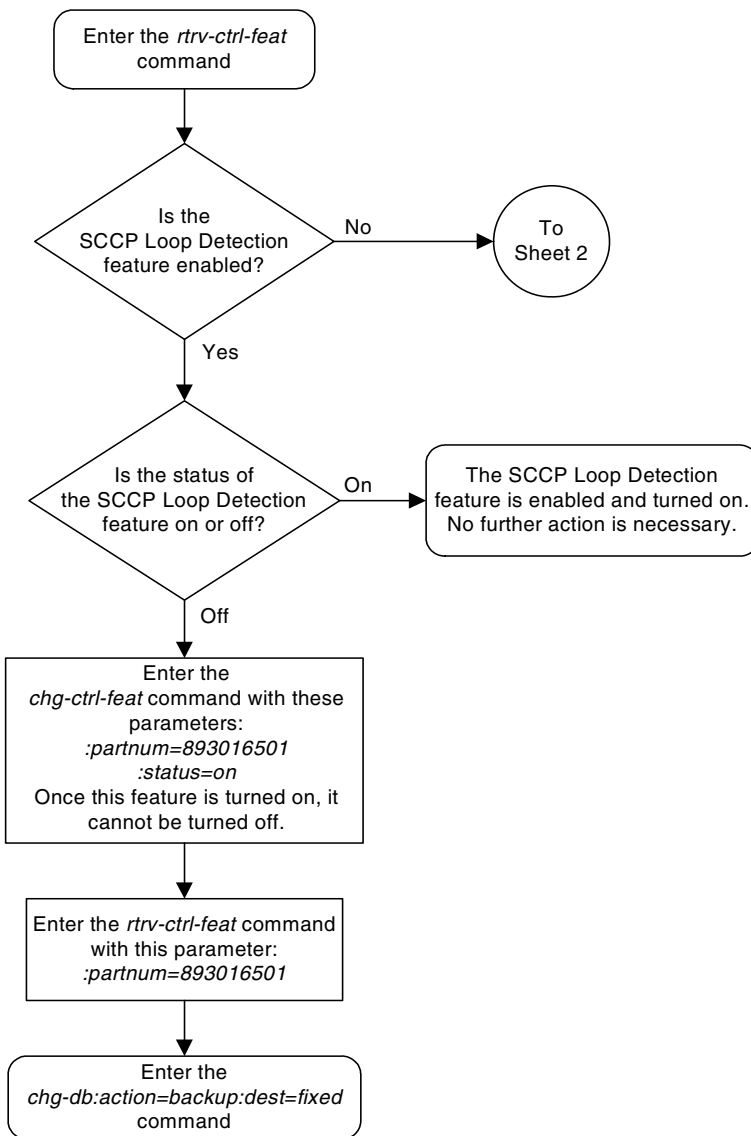 Enter the rtrv-ctrl-feat
command
Is the
SCCP Loop Detection
feature enabled?
No
To
Sheet 2
Yes
Is the status of
the SCCP Loop Detection
feature on or off?
On
The SCCP Loop Detection
feature is enabled and turned on.
No further action is necessary.
Off
Enter the
chg-ctrl-feat command with these
parameters:
:partnum=893016501
:status=on
Once this feature is turned on, it
cannot be turned off.
Enter the rtrv-ctrl-feat command
with this parameter:
:partnum=893016501
Enter the
chg-db:action=backup:dest=fixed
command